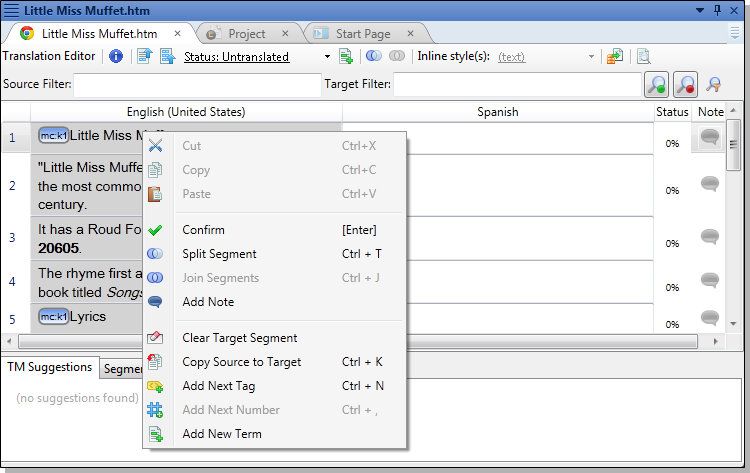 Little Miss Muffet.htm
Little Miss Muffet.htm
Project
Start Page
Translation Editor
Status: Untranslated
Inline style(s):
(text)
Source Filter:
Target Filter:
English (United States)
Spanish
Status
Note
1
mc:k1
Little Miss
0%
2
"Little Miss Muffe
the most commo
century.
0%
3
It has a Roud Fo
20605.
0%
4
The rhyme first a
book titled Songs
0%
5
mc:k1
Lyrics
0%
Cut Ctrl+X
Copy Ctrl+C
Paste Ctrl+V
Confirm [Enter]
Split Segment Ctrl + T
Join Segments Ctrl + J
Add Note
Clear Target Segment
Copy Source to Target Ctrl + K
Add Next Tag Ctrl + N
Add Next Number Ctrl + ,
Add New Term
TM Suggestions
Segmen
(no suggestions found)